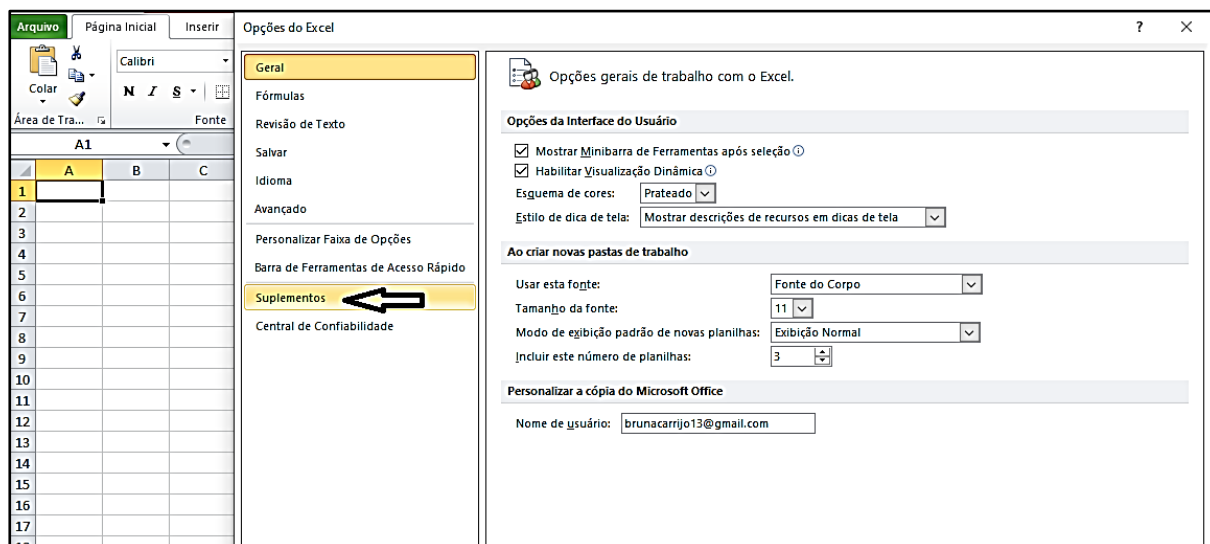 Arquivo Página Inicial Inserir
Colar
Calibri
N I S
Área de Tra... Fonte
A1
A B C
1
2
3
4
5
6
7
8
9
10
11
12
13
14
15
16
17
Opções do Excel ? ×
Geral
Fórmulas
Revisão de Texto
Salvar
Idioma
Avançado
Personalizar Faixa de Opções
Barra de Ferramentas de Acesso Rápido
Suplementos
Central de Confiabilidade
Opções gerais de trabalho com o Excel.
Opções da Interface do Usuário
Mostrar Minibarra de Ferramentas após seleção
Habilitar Visualização Dinâmica
Esquema de cores: Prateado
Estilo de dica de tela: Mostrar descrições de recursos em dicas de tela
Ao criar novas pastas de trabalho
Usar esta fonte: Fonte do Corpo
Tamanho da fonte: 11
Modo de exibição padrão de novas planilhas: Exibição Normal
Incluir este número de planilhas: 3
Personalizar a cópia do Microsoft Office
Nome de usuário: brunacarrijo13@gmail.com